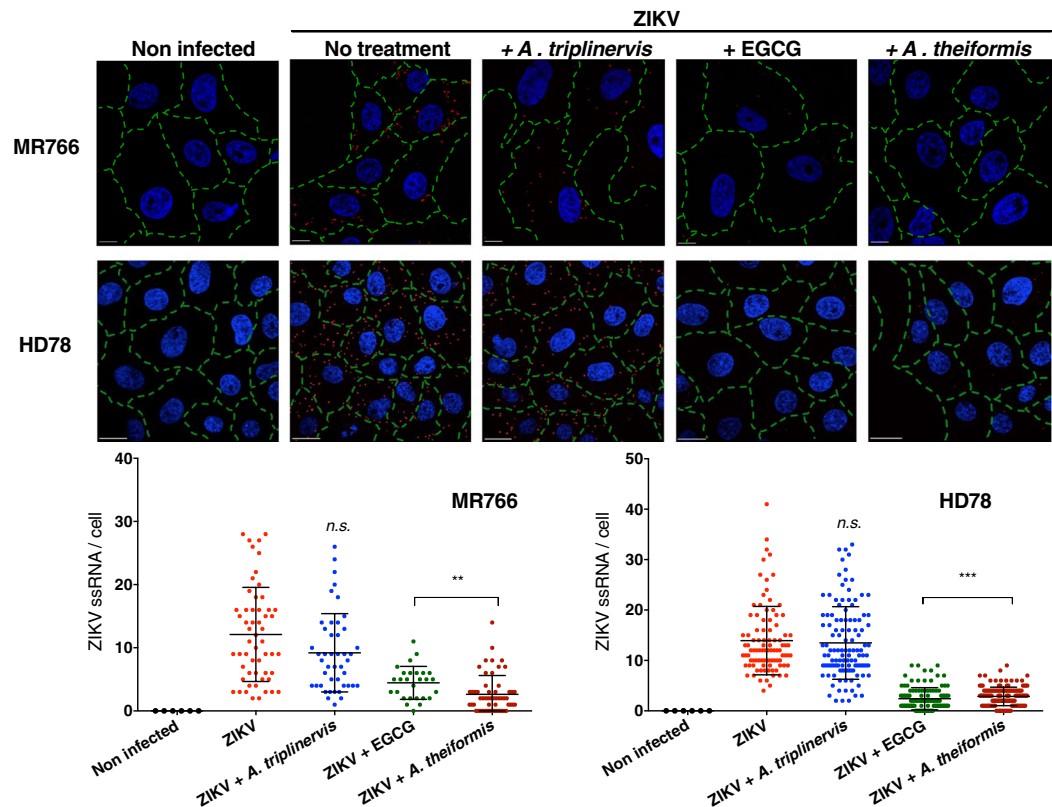 ZIKV
Non infected
No treatment
+ A . triplinervis
+ EGCG
+ A. theiformis
MR766
HD78
MR766
ZIKV ssRNA / cell
40
30
20
10
0
n.s.
**
Non infected
ZIKV
ZIKV + A. triplinervis
ZIKV + EGCG
ZIKV + A. theiformis
HD78
ZIKV ssRNA / cell
50
40
30
20
10
0
n.s.
***
Non infected
ZIKV
ZIKV + A. triplinervis
ZIKV + EGCG
ZIKV + A. theiformis